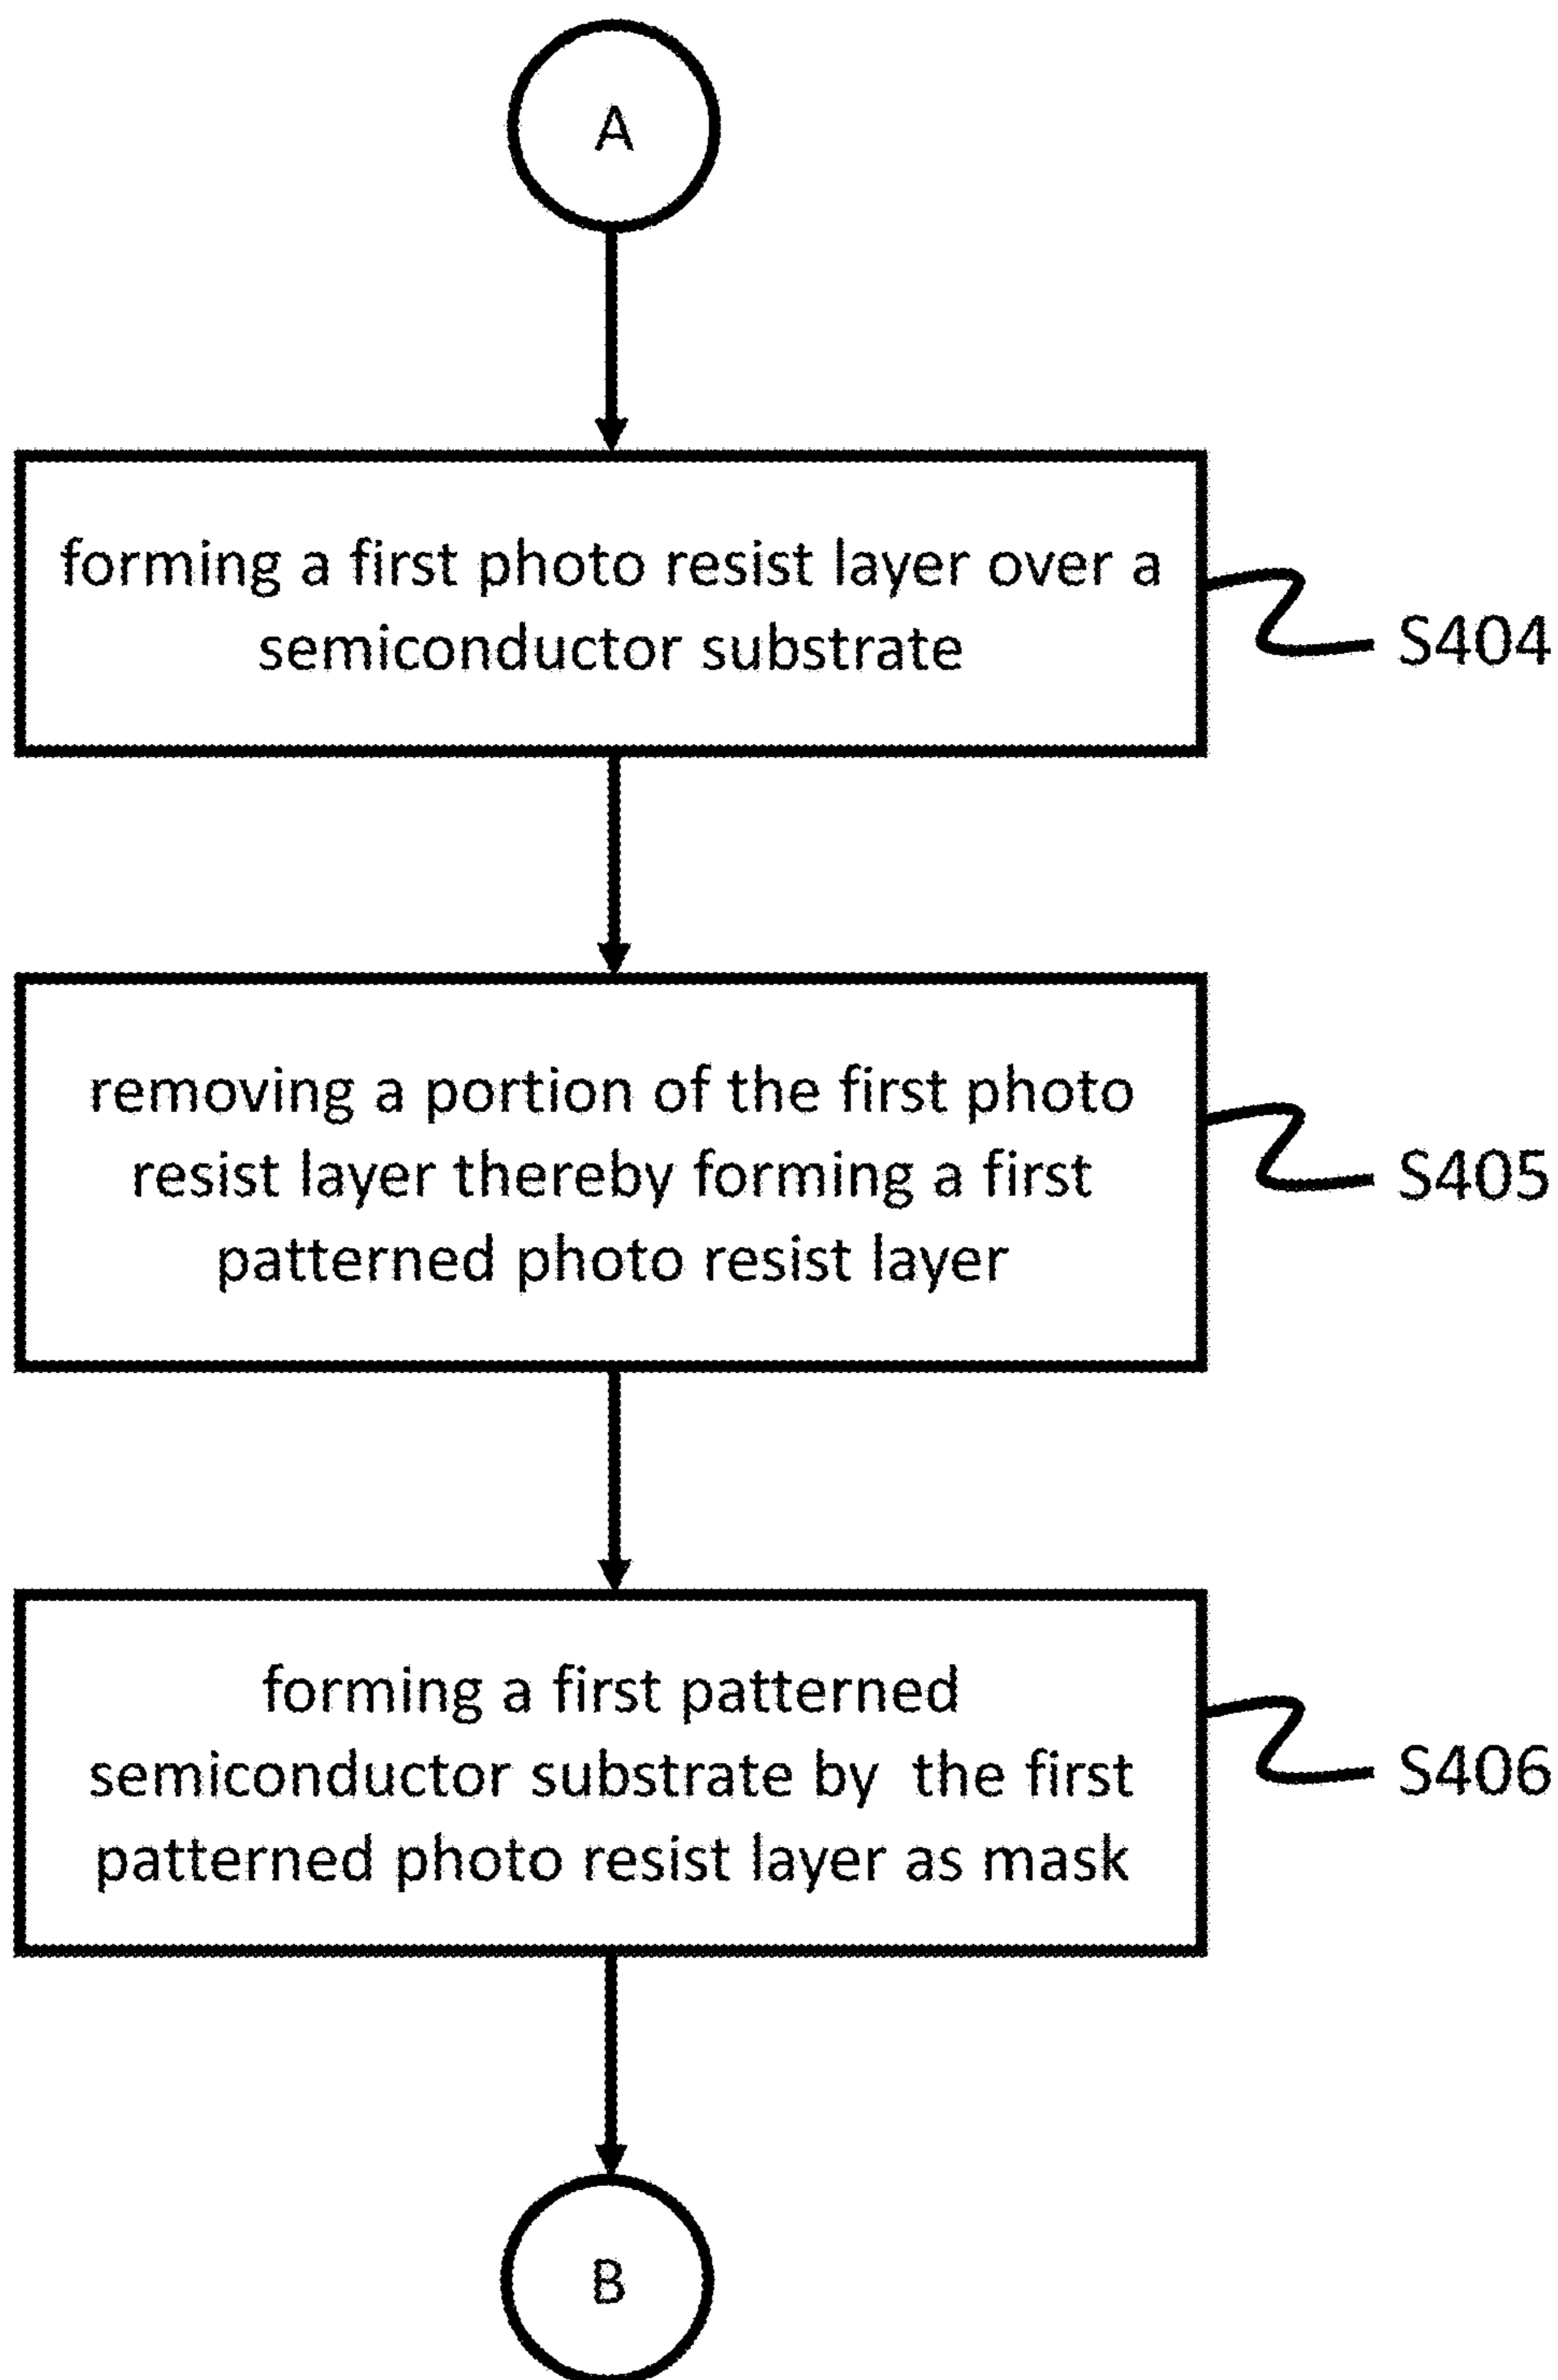 A
forming a first photo resist layer over a
semiconductor substrate
S404
removing a portion of the first photo
resist layer thereby forming a first
patterned photo resist layer
S405
forming a first patterned
semiconductor substrate by  the first
patterned photo resist layer as mask
S406
B